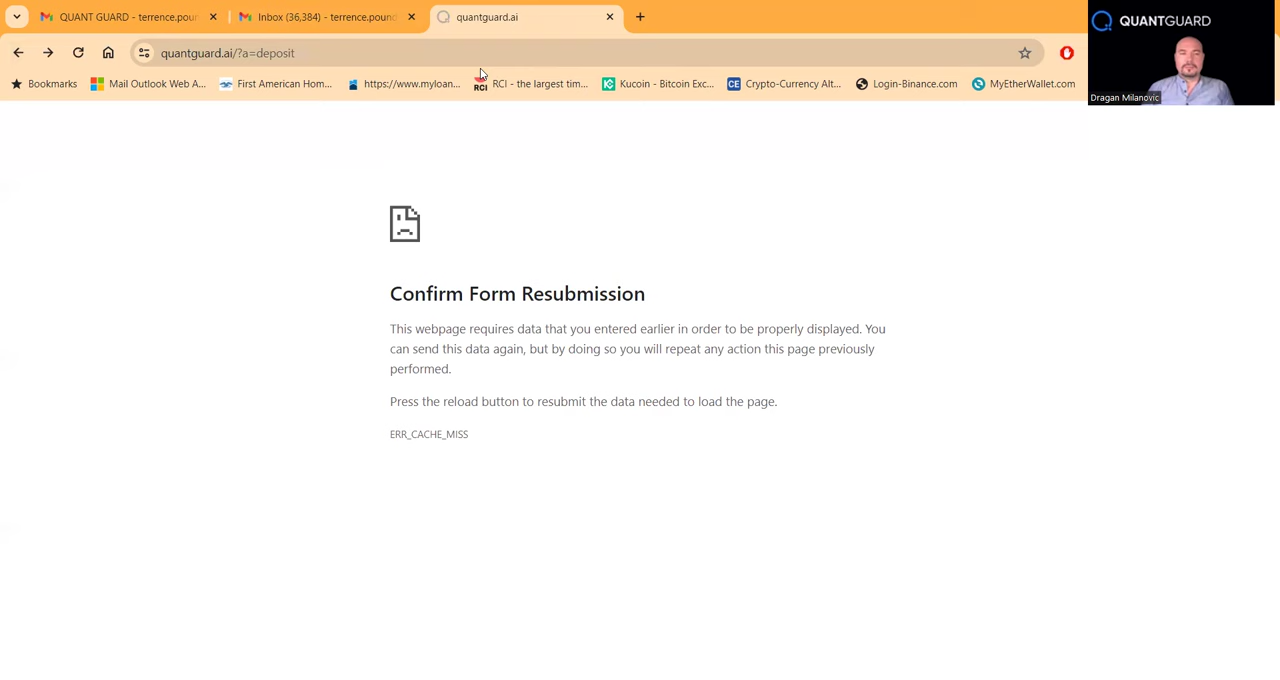 QUANT GUARD - terrence.pour
Inbox (36,384) - terrence.pound
quantguard.ai
quantguard.ai/?a=deposit
Bookmarks
Mail Outlook Web A...
First American Hom...
https://www.myloan...
RCI
RCI - the largest tim...
Kucoin - Bitcoin Exc...
CE
Crypto-Currency Alt...
Login-Binance.com
MyEtherWallet.com
QUANTGUARD
Dragan Milanovic
Confirm Form Resubmission
This webpage requires data that you entered earlier in order to be properly displayed. You
can send this data again, but by doing so you will repeat any action this page previously
performed.
Press the reload button to resubmit the data needed to load the page.
ERR_CACHE_MISS